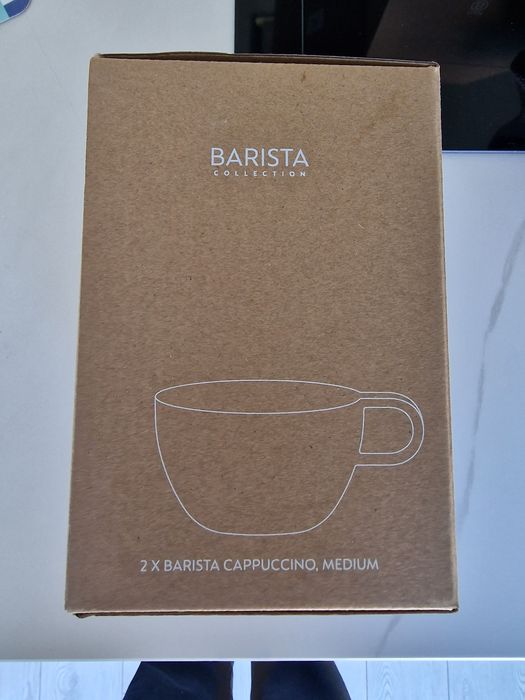 BARISTA
COLLECTION
2 X BARISTA CAPPUCCINO, MEDIUM